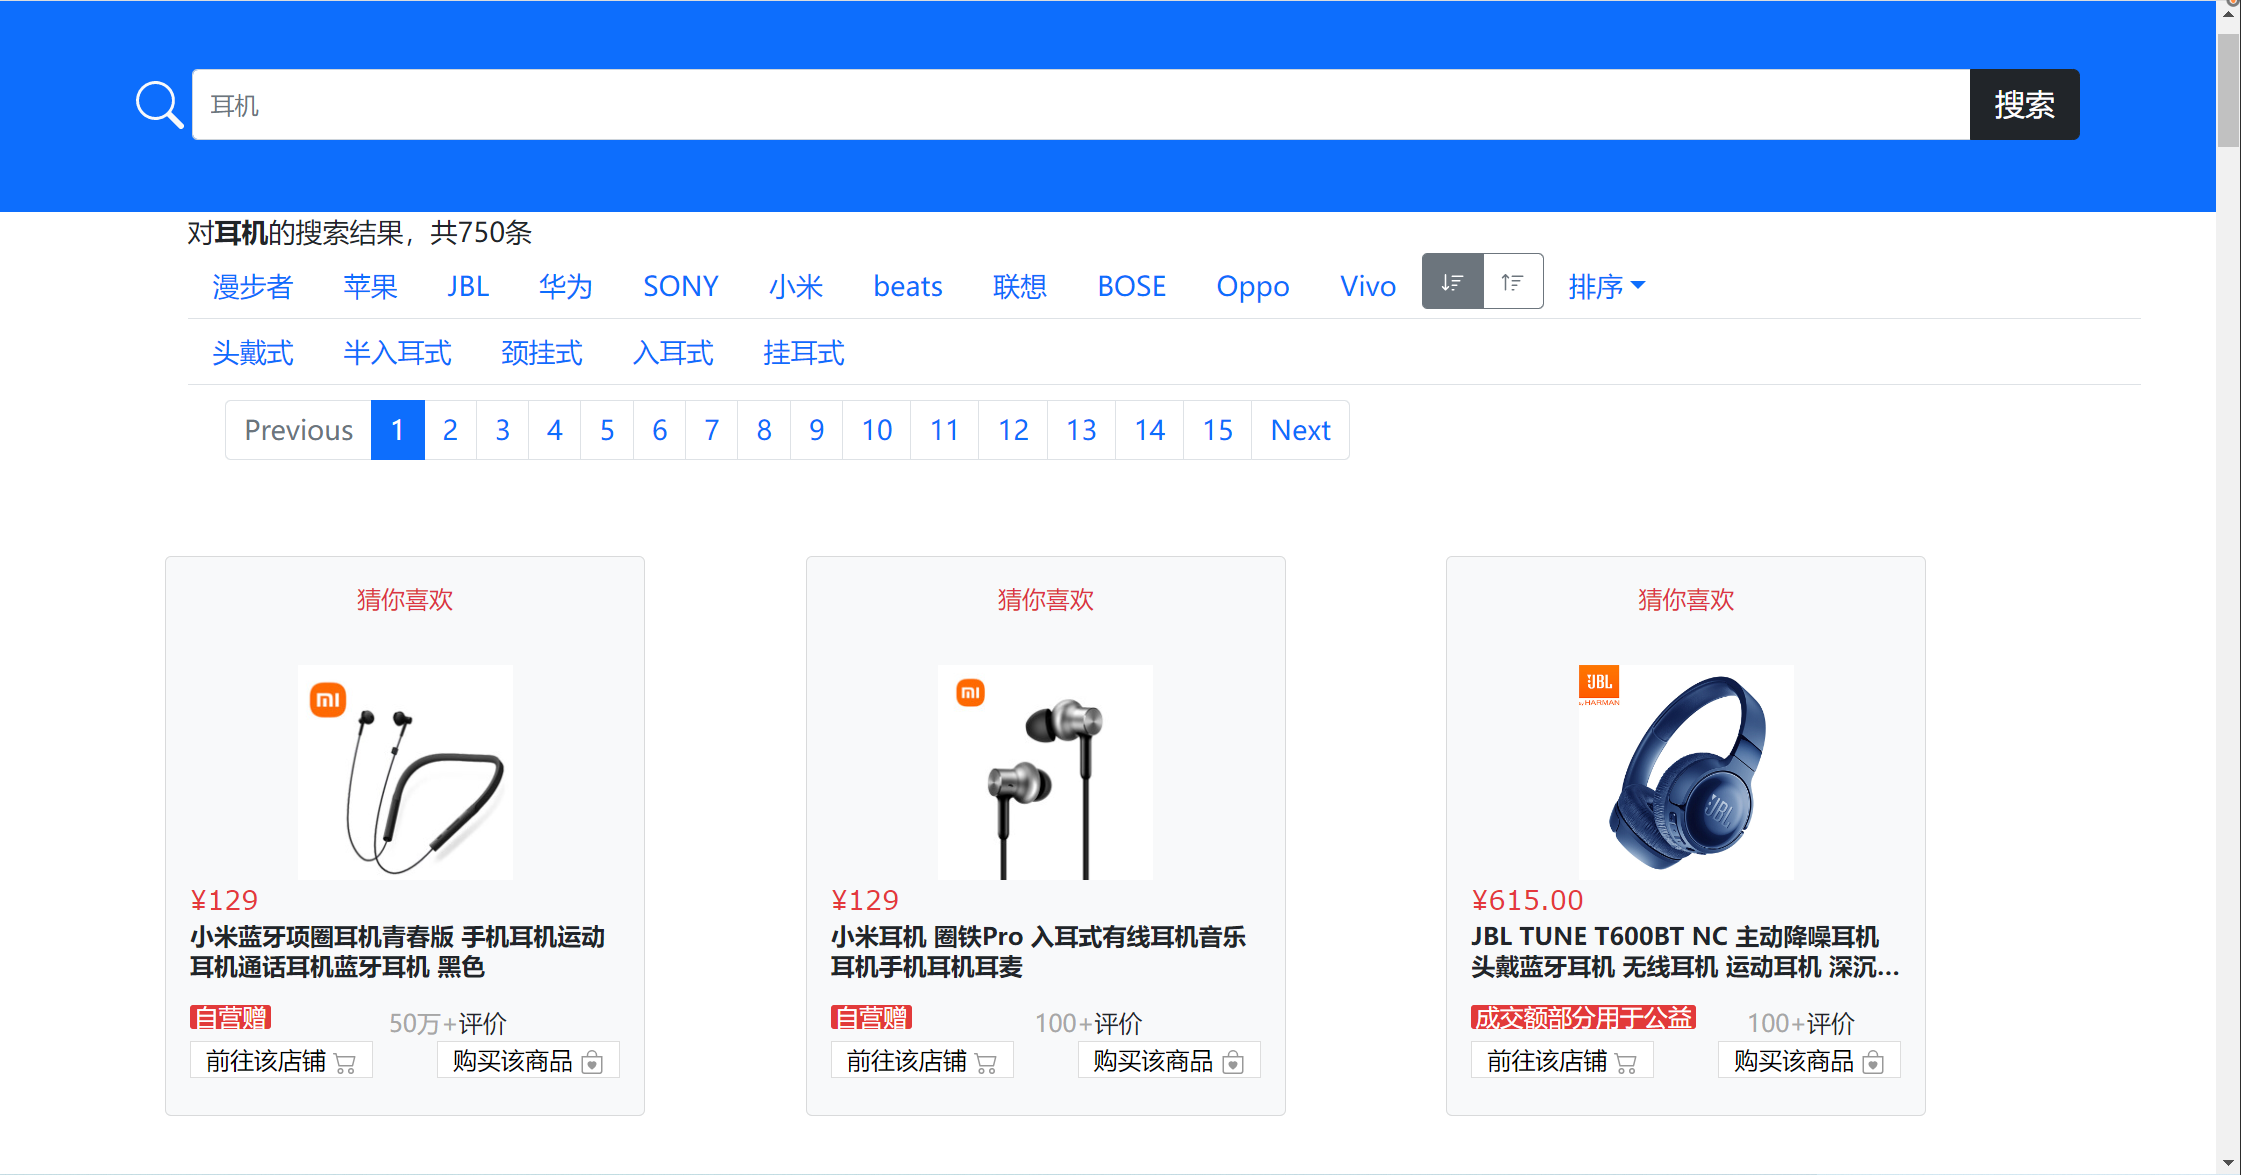 耳机
搜索
对耳机的搜索结果，共750条
漫步者 苹果 JBL 华为 SONY 小米 beats 联想 BOSE Oppo Vivo 排序
头戴式 半入耳式 颈挂式 入耳式 挂耳式
Previous 1 2 3 4 5 6 7 8 9 10 11 12 13 14 15 Next
猜你喜欢
¥129
小米蓝牙项圈耳机青春版 手机耳机运动
耳机通话耳机蓝牙耳机 黑色
自营赠 50万+评价
前往该店铺 购买该商品
猜你喜欢
¥129
小米耳机 圈铁Pro 入耳式有线耳机音乐
耳机手机耳机耳麦
自营赠 100+评价
前往该店铺 购买该商品
猜你喜欢
JBL
by HARMAN
JBL
¥615.00
JBL TUNE T600BT NC 主动降噪耳机
头戴蓝牙耳机 无线耳机 运动耳机 深沉...
成交额部分用于公益 100+评价
前往该店铺 购买该商品